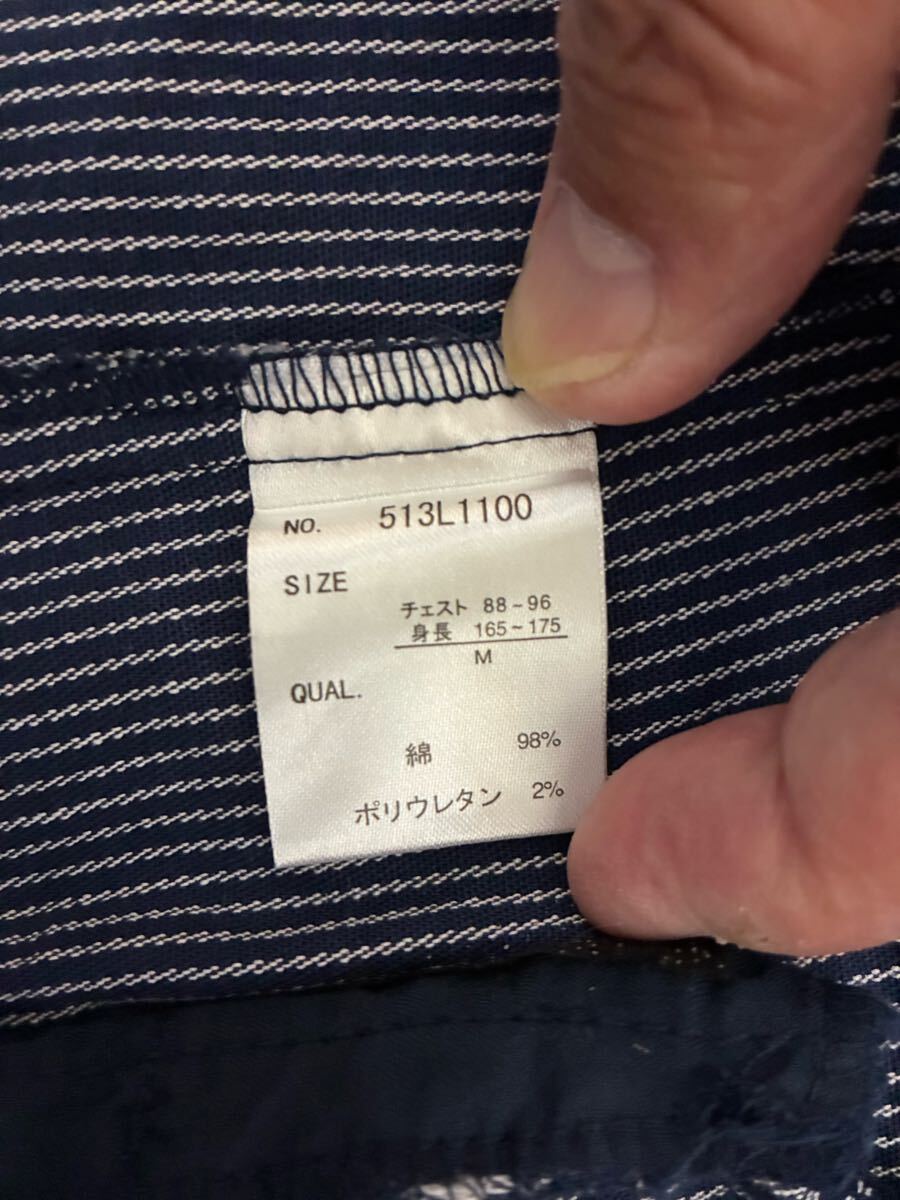 NO. 513L1100
SIZE
チェスト 88~96
身長 165~175
M
QUAL.
綿 98%
ポリウレタン 2%